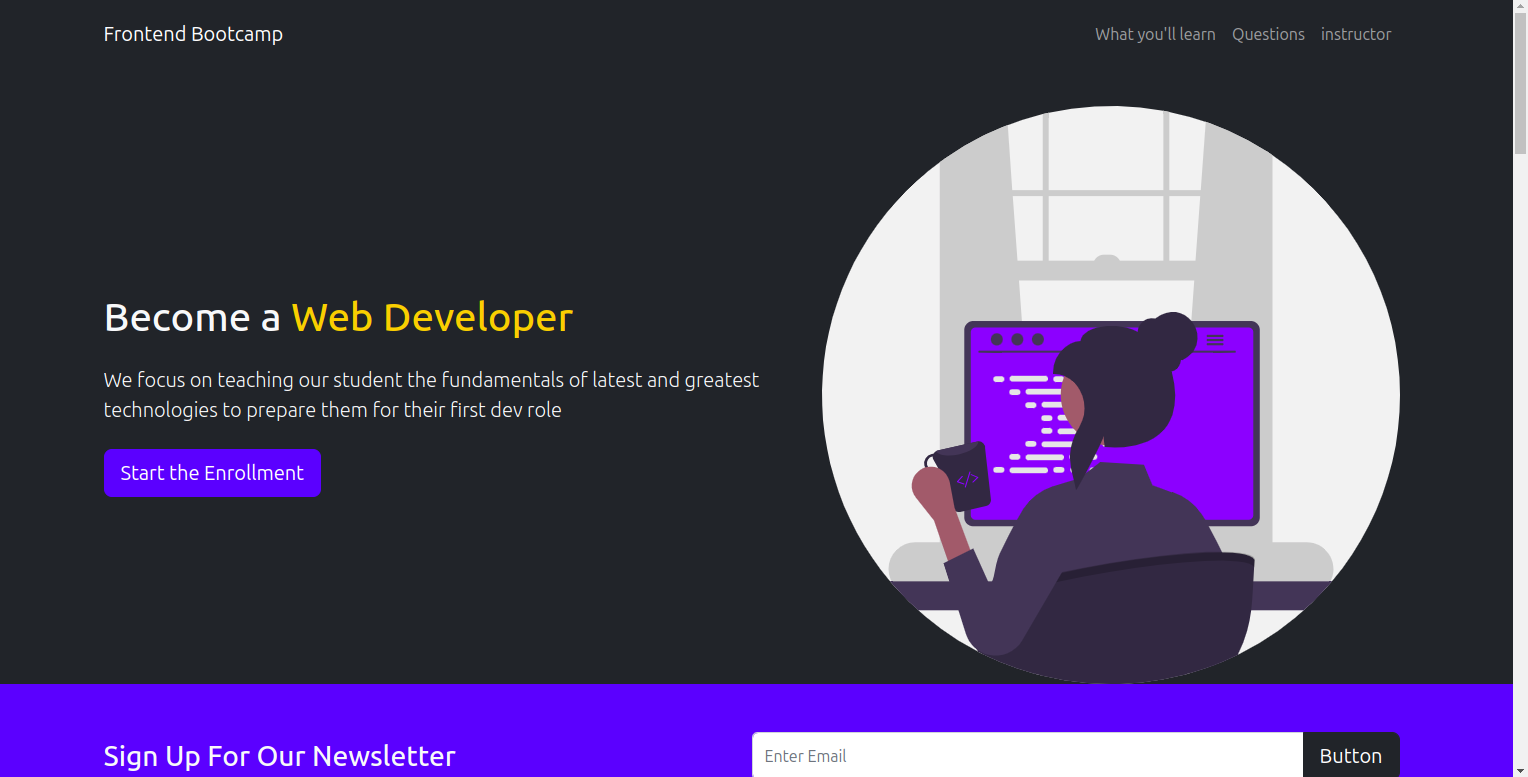 Frontend Bootcamp
What you'll learn
Questions
instructor
Become a Web Developer
We focus on teaching our student the fundamentals of latest and greatest
technologies to prepare them for their first dev role
Start the Enrollment
</>
Sign Up For Our Newsletter
Enter Email
Button